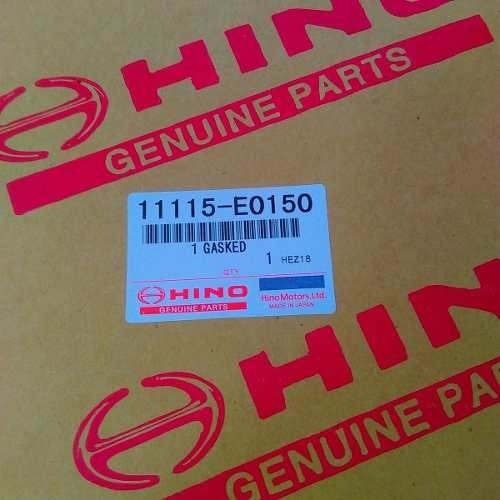 HINO
GENUINE PARTS
11115-E0150
1 GASKED
1 HEZ18
QTY
HINO
GENUINE PARTS
Hino Motors, Ltd.
MADE IN JAPAN
HINO
GENUINE PARTS